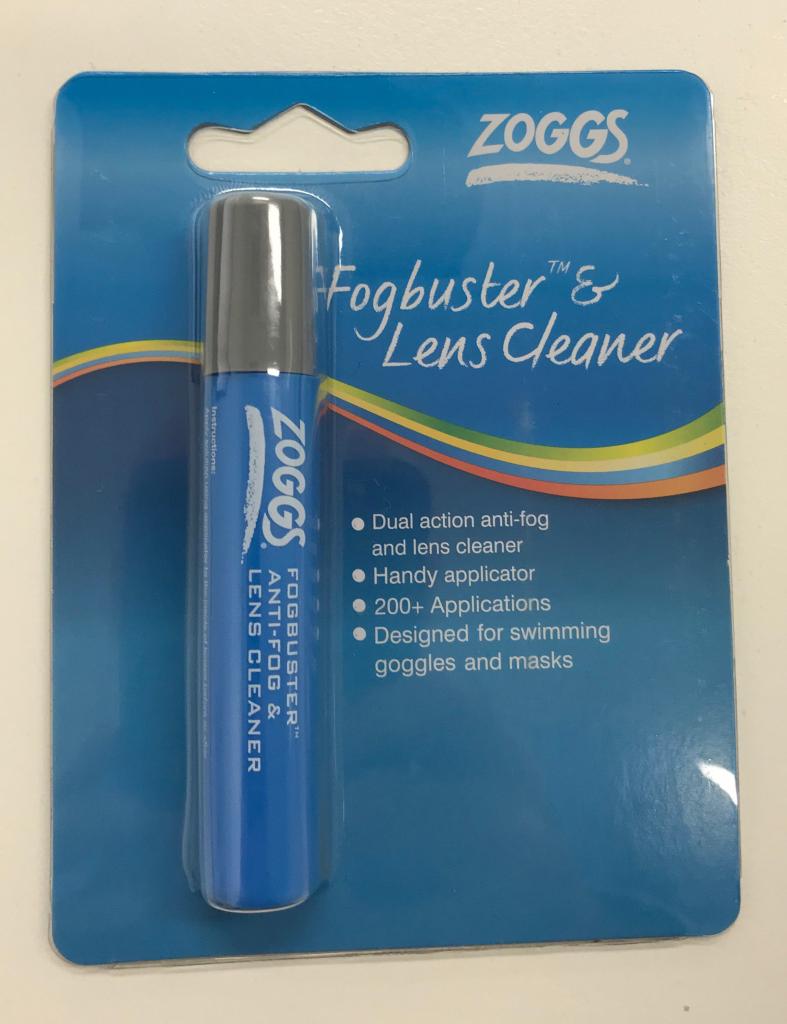 ZOGGS®
Fogbuster™ &
Lens Cleaner
• Dual action anti-fog
and lens cleaner
• Handy applicator
• 200+ Applications
• Designed for swimming
goggles and masks
ZOGGS®
FOGBUSTER™
ANTI-FOG &
LENS CLEANER
Instructions: